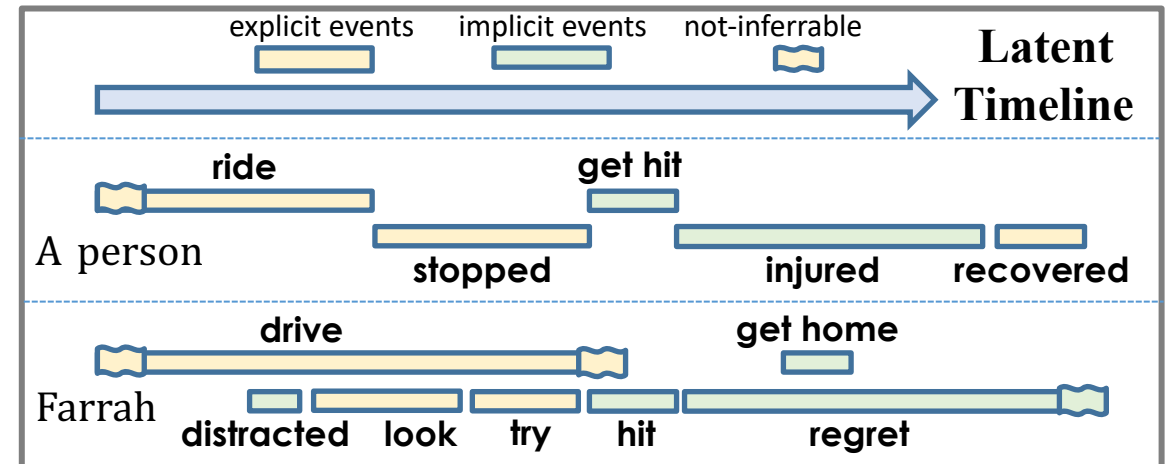 explicit events implicit events not-inferrable
Latent
Timeline
ride get hit
A person
stopped injured recovered
drive get home
Farrah
distracted look try hit regret